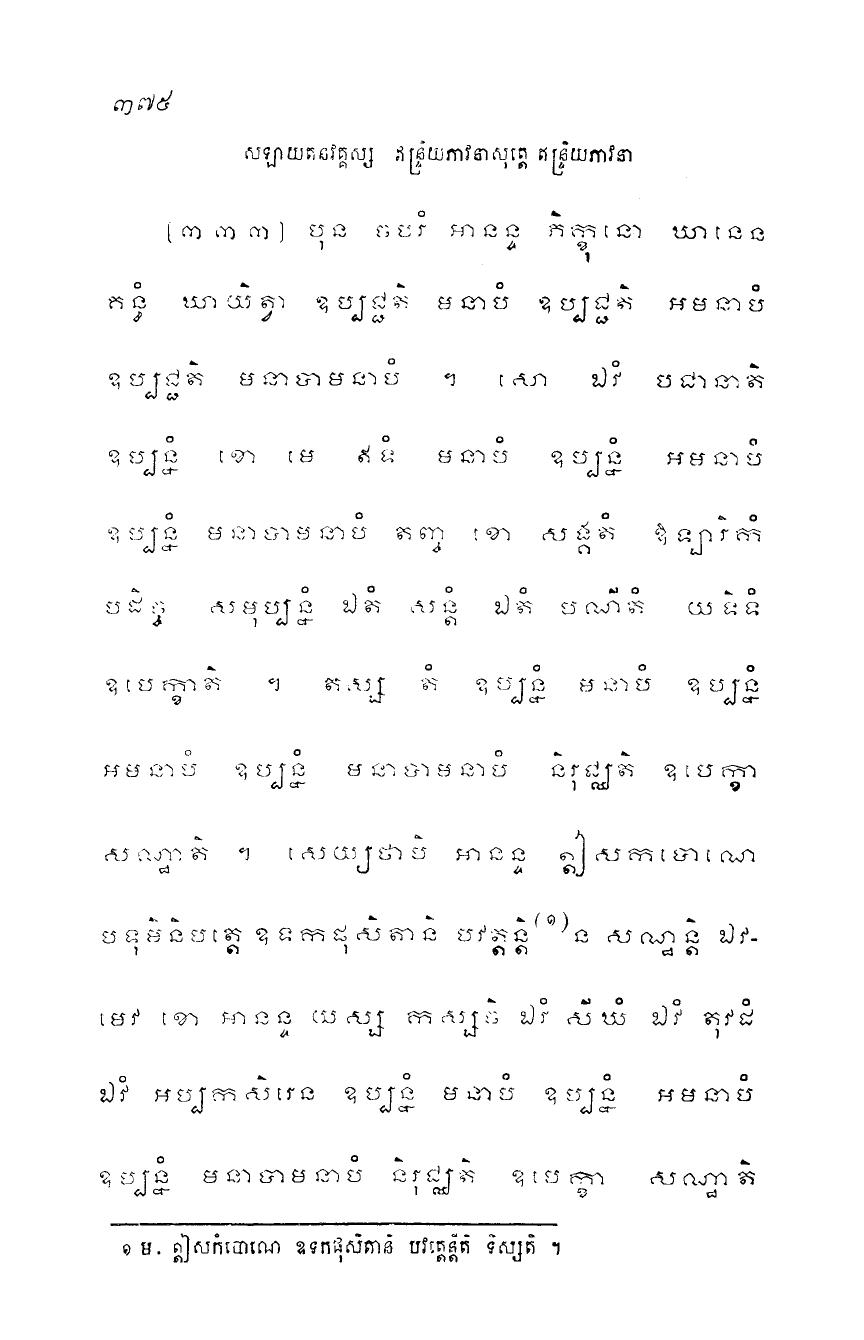 ៣៧៥
សឡាយតនវគ្គស្ស ឥន្ទ្រិយភាវនាសុត្តេ ឥន្ទ្រិយភាវនា
[៣៣៣] បុន ចបរំ អានន្ទ ភិក្ខុនោ ឃានេន
គន្ធំ ឃាយិត្វា ឧប្បជ្ជតិ មនាបំ ឧប្បជ្ជតិ អមនាបំ
ឧប្បជ្ជតិ មនាបាមនាបំ ។ សោ ឯវំ បជានាតិ
ឧប្បន្នំ ខោ មេ ឥទំ មនាបំ ឧប្បន្នំ អមនាបំ
ឧប្បន្នំ មនាបាមនាបំ តញ្ច ខោ សង្ខតំ ឱឡារិកំ
បដិច្ច សមុប្បន្នំ ឯតំ សន្តំ ឯតំ បណីតំ យទិទំ
ឧបេក្ខាតិ ។ តស្ស តំ ឧប្បន្នំ មនាបំ ឧប្បន្នំ
អមនាបំ ឧប្បន្នំ មនាបាមនាបំ និរុជ្ឈតិ ឧបេក្ខា
សណ្ឋាតិ ។ សេយ្យថាបិ អានន្ទ ឦសកបោណេ
បទុមិនិបត្តេ ឧទកផុសិតានិ បវត្តន្តិ(១)ន សណ្ឋន្តិ ឯវ-
មេវ ខោ អានន្ទ យស្ស កស្សចិ ឯវំ សីឃំ ឯវំ តុវដំ
ឯវំ អប្បកសិរេន ឧប្បន្នំ មនាបំ ឧប្បន្នំ អមនាបំ
ឧប្បន្នំ មនាបាមនាបំ និរុជ្ឈតិ ឧបេក្ខា សណ្ឋាតិ
១ ម. ឦសកំបោណេ ឧទកផុសិតានិ បវត្តេន្តីតិ ទិស្សតិ ។